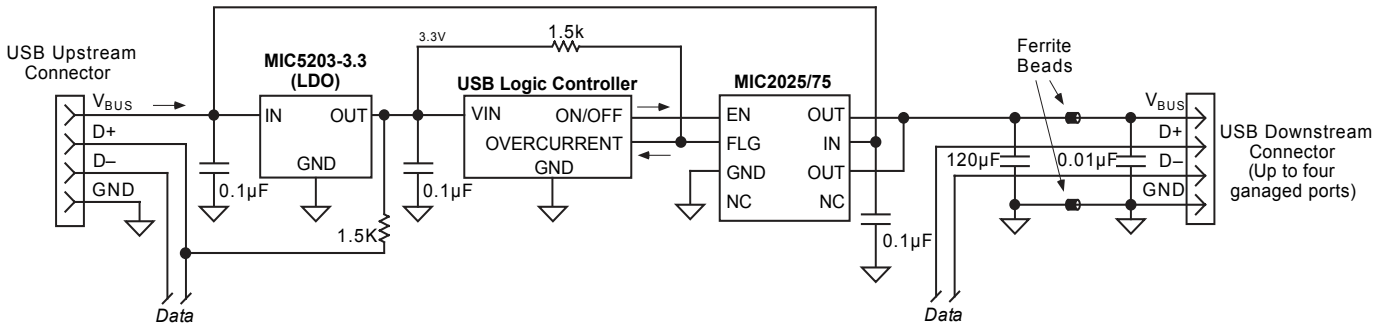 USB Upstream
Connector
VBUS
D+
D–
GND
MIC5203-3.3
(LDO)
IN
OUT
GND
0.1µF
1.5K
Data
3.3V
1.5k
0.1µF
USB Logic Controller
VIN
ON/OFF
OVERCURRENT
GND
MIC2025/75
EN
OUT
FLG
IN
GND
OUT
NC
NC
0.1µF
Ferrite
Beads
120µF
0.01µF
VBUS
D+
D–
GND
USB Downstream
Connector
(Up to four
ganaged ports)
Data